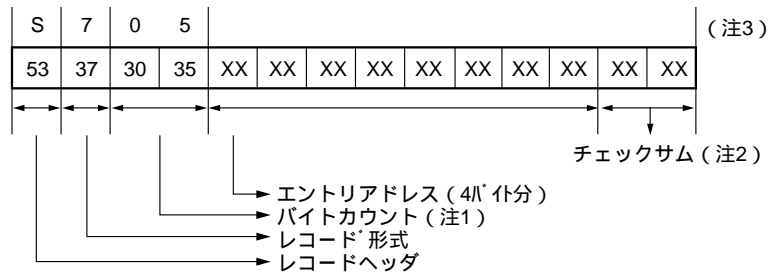 S 7 0 5 (注3)
53 37 30 35 XX XX XX XX XX XX XX XX XX XX
チェックサム(注2)
エントリアドレス(4バイト分)
バイトカウント(注1)
レコード形式
レコードヘッダ